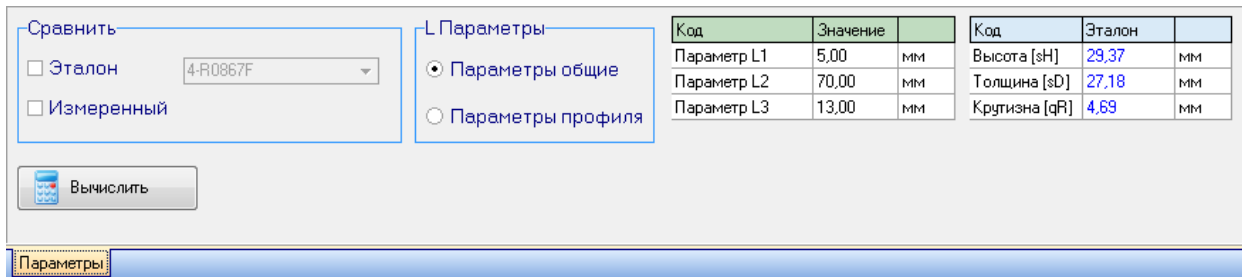 Сравнить
Эталон
4-R0867F
Измеренный
Вычислить
L Параметры
Параметры общие
Параметры профиля
Код Значение
Параметр L1 5,00 мм
Параметр L2 70,00 мм
Параметр L3 13,00 мм
Код Эталон
Высота [sH] 29,37 мм
Толщина [sD] 27,18 мм
Крутизна [qR] 4,69 мм
Параметры